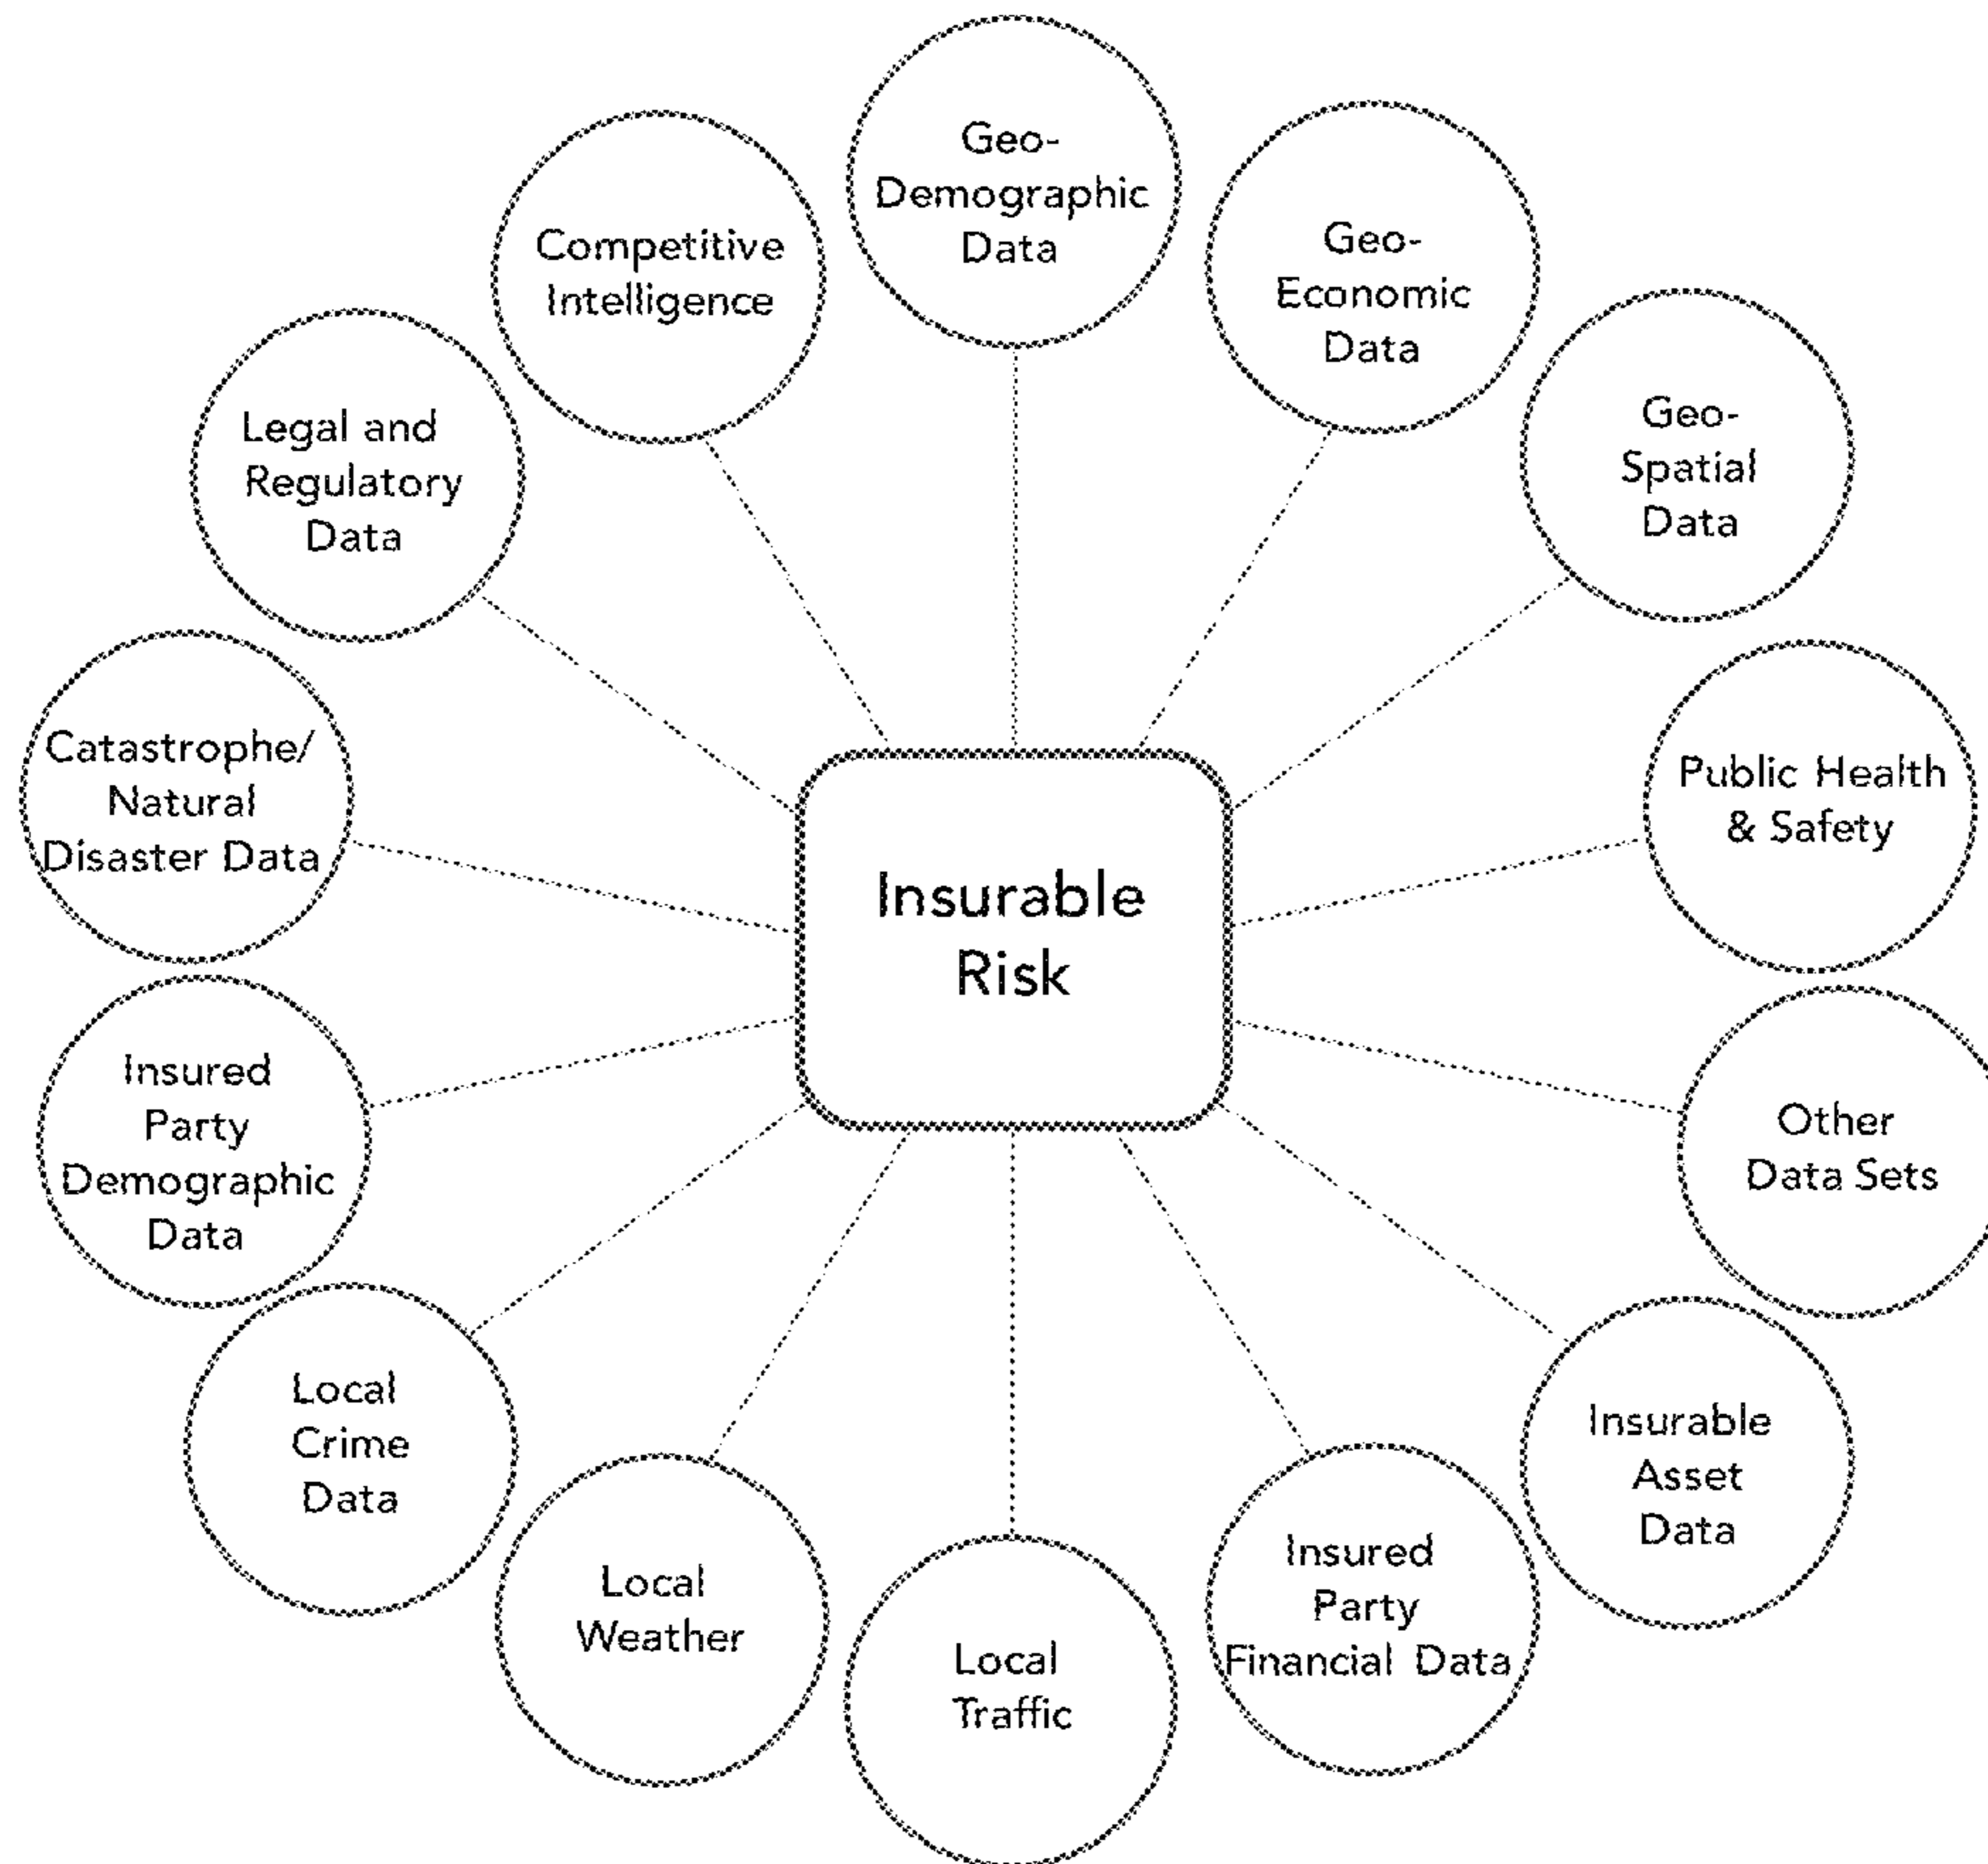 Geo-
Demographic
Data
Competitive
Intelligence
Geo-
Economic
Data
Legal and
Regulatory
Data
Geo-
Spatial
Data
Catastrophe/
Natural
Disaster Data
Public Health
& Safety
Insurable
Risk
Insured
Party
Demographic
Data
Other
Data Sets
Local
Crime
Data
Insurable
Asset
Data
Local
Weather
Insured
Party
Financial Data
Local
Traffic